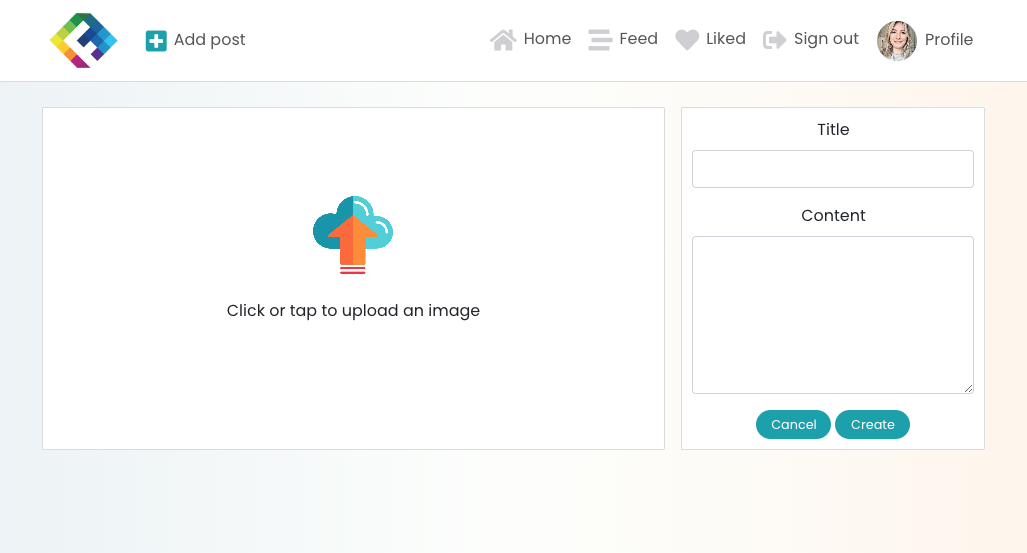 Add post
Home
Feed
Liked
Sign out
Profile
Click or tap to upload an image
Title
Content
Cancel
Create